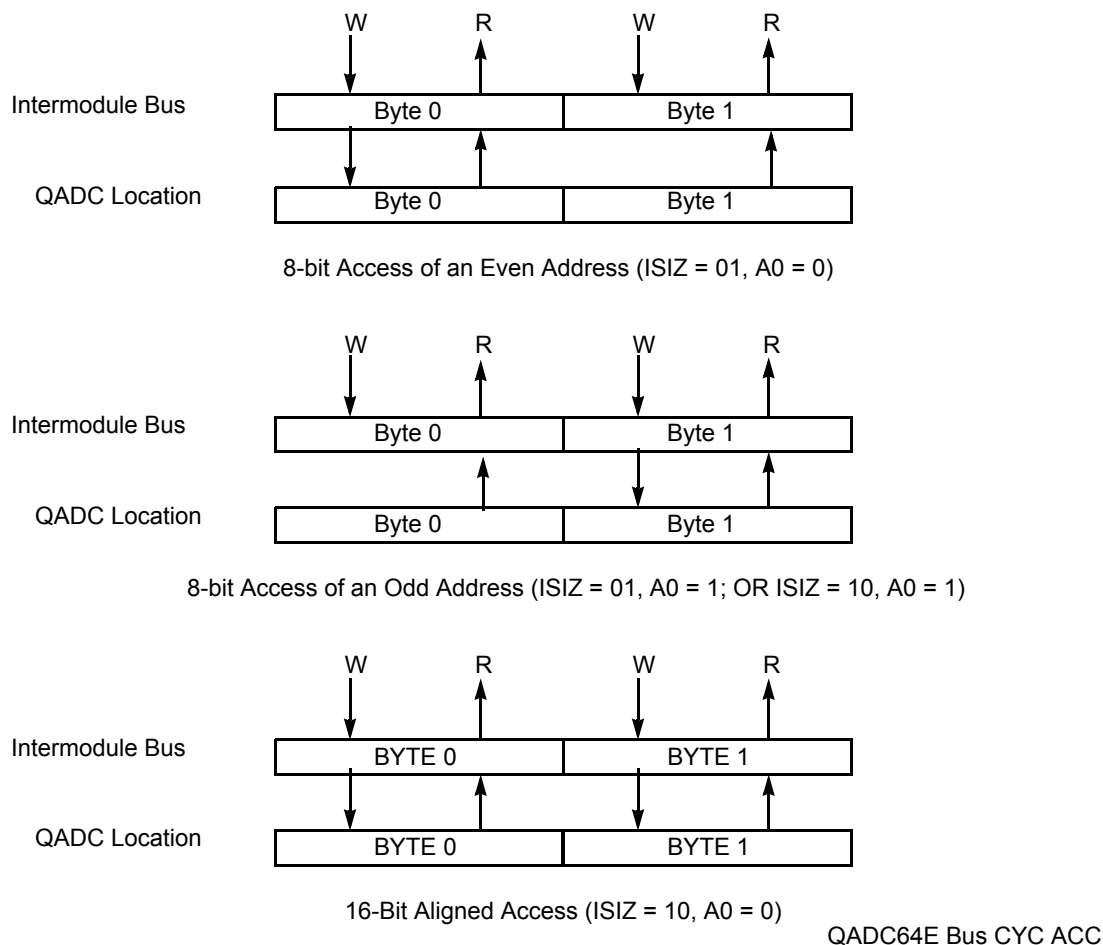 W R W R
Intermodule Bus Byte 0 Byte 1
QADC Location Byte 0 Byte 1
8-bit Access of an Even Address (ISIZ = 01, A0 = 0)
W R W R
Intermodule Bus Byte 0 Byte 1
QADC Location Byte 0 Byte 1
8-bit Access of an Odd Address (ISIZ = 01, A0 = 1; OR ISIZ = 10, A0 = 1)
W R W R
Intermodule Bus BYTE 0 BYTE 1
QADC Location BYTE 0 BYTE 1
16-Bit Aligned Access (ISIZ = 10, A0 = 0)
QADC64E Bus CYC ACC